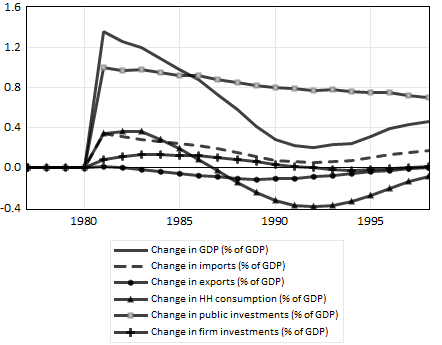 1.6
1.2
0.8
0.4
0.0
-0.4
1980 1985 1990 1995
Change in GDP (% of GDP)
Change in imports (% of GDP)
Change in exports (% of GDP)
Change in HH consumption (% of GDP)
Change in public investments (% of GDP)
Change in firm investments (% of GDP)